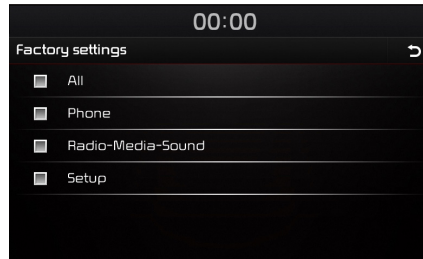 00:00
Factory settings
All
Phone
Radio-Media-Sound
Setup